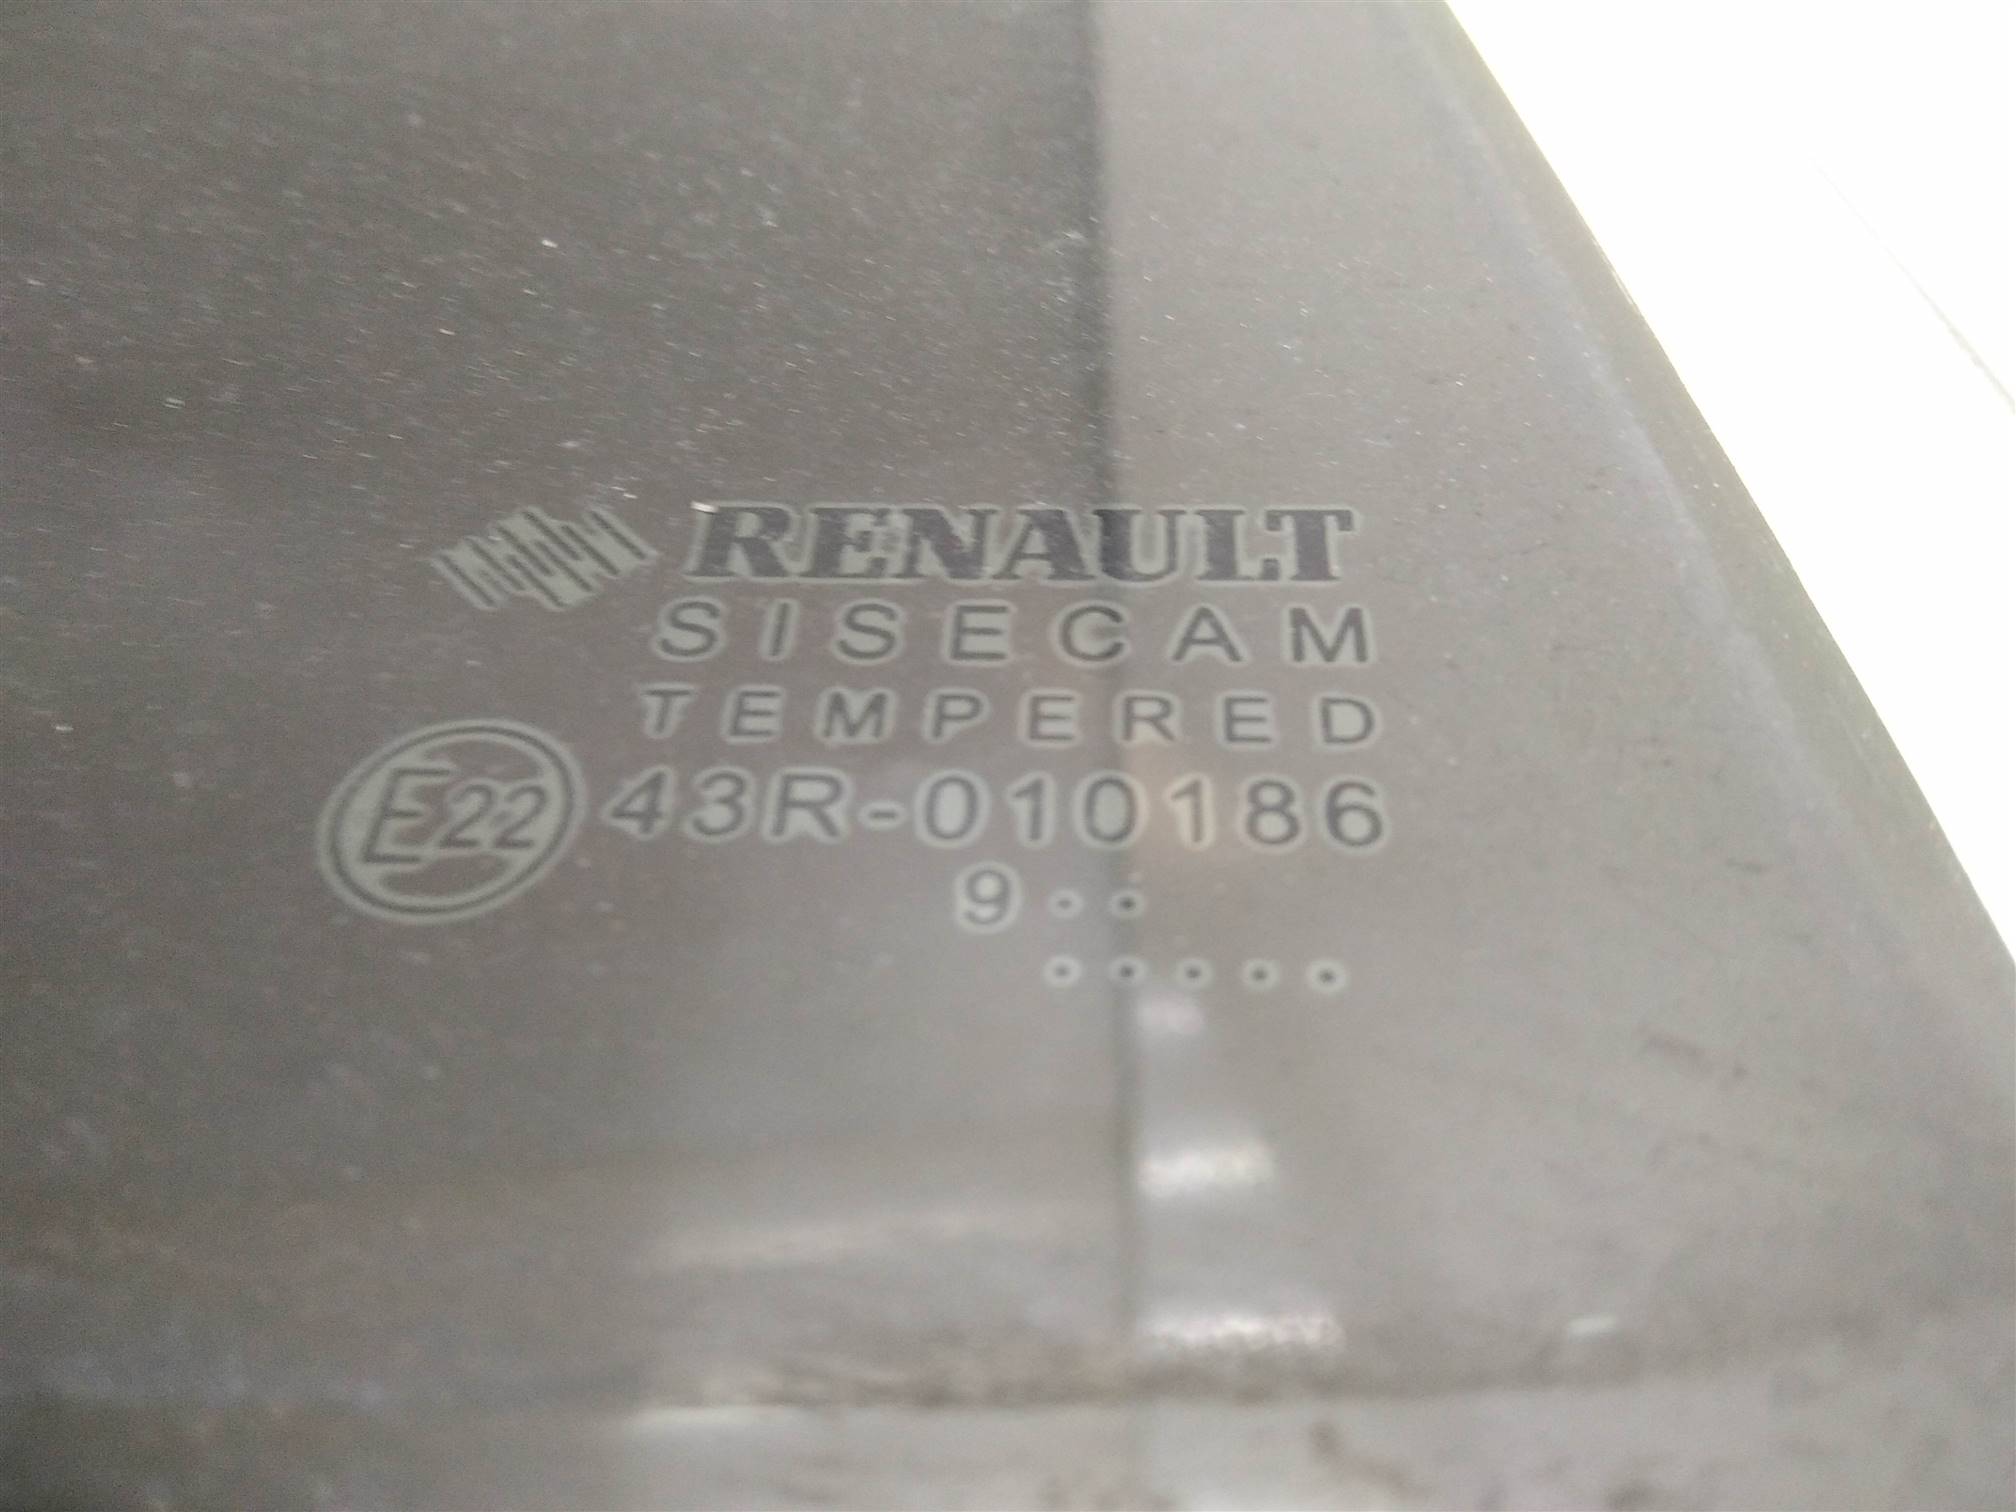 RENAULT
SISECAM
TEMPERED
E22 43R-010186
9..
.....